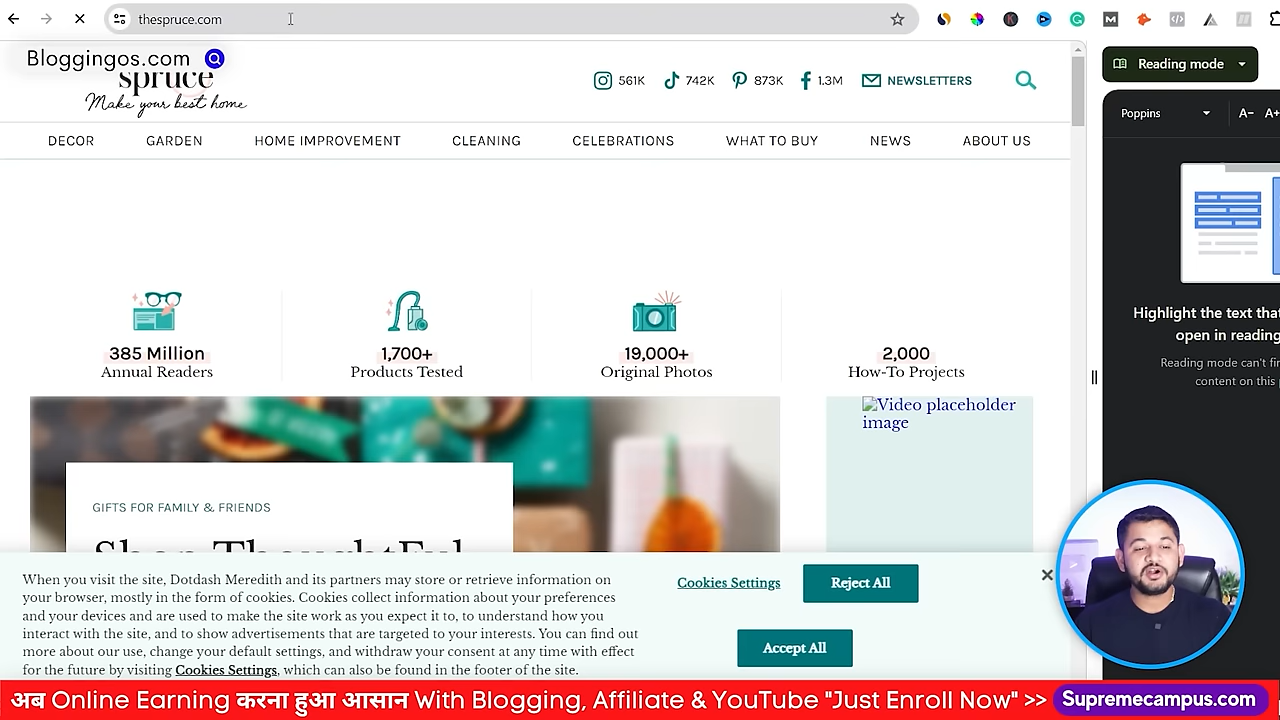 thespruce.com
Bloggingos.com
spruce
Make your best home
561K 742K 873K 1.3M NEWSLETTERS
DECOR GARDEN HOME IMPROVEMENT CLEANING CELEBRATIONS WHAT TO BUY NEWS ABOUT US
385 Million
Annual Readers
1,700+
Products Tested
19,000+
Original Photos
2,000
How-To Projects
Video placeholder
image
GIFTS FOR FAMILY & FRIENDS
When you visit the site, Dotdash Meredith and its partners may store or retrieve information on
your browser, mostly in the form of cookies. Cookies collect information about your preferences
and your devices and are used to make the site work as you expect it to, to understand how you
interact with the site, and to show advertisements that are targeted to your interests. You can find out
more about our use, change your default settings, and withdraw your consent at any time with effect
for the future by visiting Cookies Settings, which can also be found in the footer of the site.
Cookies Settings
Reject All
Accept All
Reading mode
Poppins
A- A+
Highlight the text that
open in reading
Reading mode can't
content on this
अब Online Earning करना हुआ आसान With Blogging, Affiliate & YouTube "Just Enroll Now" >> Supremecampus.com